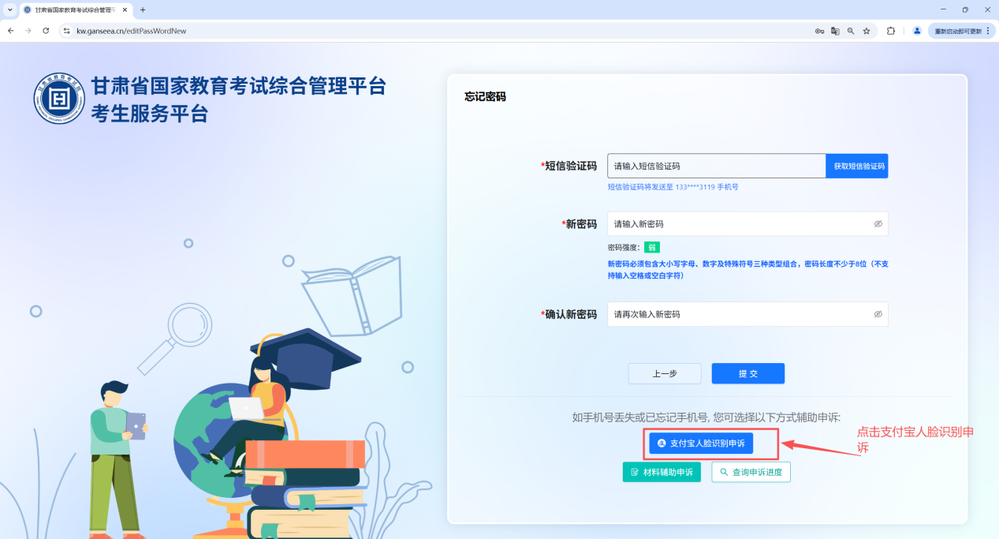 甘肃省国家教育考试综合管理平
kw.ganseea.cn/editPassWordNew
重新启动即可更新
甘肃省国家教育考试综合管理平台
考生服务平台
忘记密码
*短信验证码
请输入短信验证码
获取短信验证码
短信验证码将发送至 133****3119 手机号
*新密码
请输入新密码
密码强度：
弱
新密码必须包含大小写字母、数字及特殊符号三种类型组合，密码长度不少于8位（不支
持输入空格或空白字符）
*确认新密码
请再次输入新密码
上一步
提 交
如手机号丢失或已忘记手机号, 您可选择以下方式辅助申诉:
支付宝人脸识别申诉
点击支付宝人脸识别申
诉
材料辅助申诉
查询申诉进度